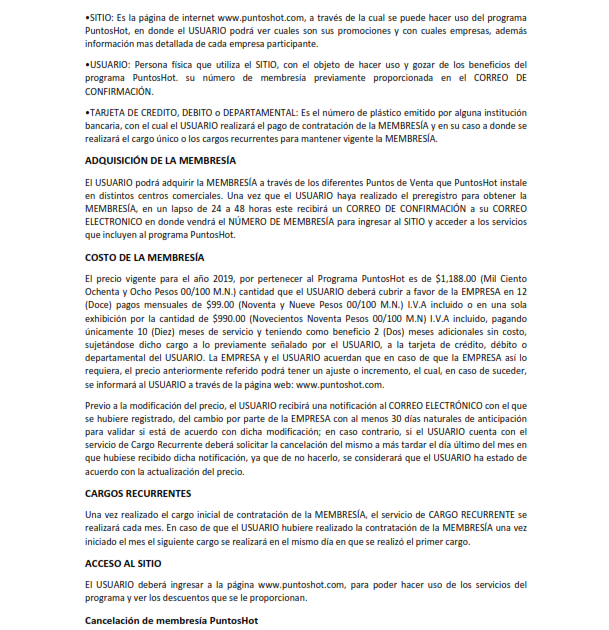 •SITIO: Es la página de internet www.puntoshot.com, a través de la cual se puede hacer uso del programa
PuntosHot, en donde el USUARIO podrá ver cuales son sus promociones y con cuales empresas, además
información mas detallada de cada empresa participante.
•USUARIO: Persona física que utiliza el SITIO, con el objeto de hacer uso y gozar de los beneficios del
programa PuntosHot. su número de membresía previamente proporcionada en el CORREO DE
CONFIRMACIÓN.
•TARJETA DE CREDITO, DEBITO o DEPARTAMENTAL: Es el número de plástico emitido por alguna institución
bancaria, con el cual el USUARIO realizará el pago de contratación de la MEMBRESÍA y en su caso a donde se
realizará el cargo único o los cargos recurrentes para mantener vigente la MEMBRESÍA.
ADQUISICIÓN DE LA MEMBRESÍA
El USUARIO podrá adquirir la MEMBRESÍA a través de los diferentes Puntos de Venta que PuntosHot instale
en distintos centros comerciales. Una vez que el USUARIO haya realizado el preregistro para obtener la
MEMBRESÍA, en un lapso de 24 a 48 horas este recibirá un CORREO DE CONFIRMACIÓN a su CORREO
ELECTRONICO en donde vendrá el NÚMERO DE MEMBRESÍA para ingresar al SITIO y acceder a los servicios
que incluyen al programa PuntosHot.
COSTO DE LA MEMBRESÍA
El precio vigente para el año 2019, por pertenecer al Programa PuntosHot es de $1,188.00 (Mil Ciento
Ochenta y Ocho Pesos 00/100 M.N.) cantidad que el USUARIO deberá cubrir a favor de la EMPRESA en 12
(Doce) pagos mensuales de $99.00 (Noventa y Nueve Pesos 00/100 M.N.) I.V.A incluido o en una sola
exhibición por la cantidad de $990.00 (Novecientos Noventa Pesos 00/100 M.N) I.V.A incluido, pagando
únicamente 10 (Diez) meses de servicio y teniendo como beneficio 2 (Dos) meses adicionales sin costo,
sujetándose dicho cargo a lo previamente señalado por el USUARIO, a la tarjeta de crédito, débito o
departamental del USUARIO. La EMPRESA y el USUARIO acuerdan que en caso de que la EMPRESA así lo
requiera, el precio anteriormente referido podrá tener un ajuste o incremento, el cual, en caso de suceder,
se informará al USUARIO a través de la página web: www.puntoshot.com.
Previo a la modificación del precio, el USUARIO recibirá una notificación al CORREO ELECTRÓNICO con el que
se hubiere registrado, del cambio por parte de la EMPRESA con al menos 30 días naturales de anticipación
para validar si está de acuerdo con dicha modificación; en caso contrario, si el USUARIO cuenta con el
servicio de Cargo Recurrente deberá solicitar la cancelación del mismo a más tardar el día último del mes en
que hubiese recibido dicha notificación, ya que de no hacerlo, se considerará que el USUARIO ha estado de
acuerdo con la actualización del precio.
CARGOS RECURRENTES
Una vez realizado el cargo inicial de contratación de la MEMBRESÍA, el servicio de CARGO RECURRENTE se
realizará cada mes. En caso de que el USUARIO hubiere realizado la contratación de la MEMBRESÍA una vez
iniciado el mes el siguiente cargo se realizará en el mismo día en que se realizó el primer cargo.
ACCESO AL SITIO
El USUARIO deberá ingresar a la página www.puntoshot.com, para poder hacer uso de los servicios del
programa y ver los descuentos que se le proporcionan.
Cancelación de membresía PuntosHot